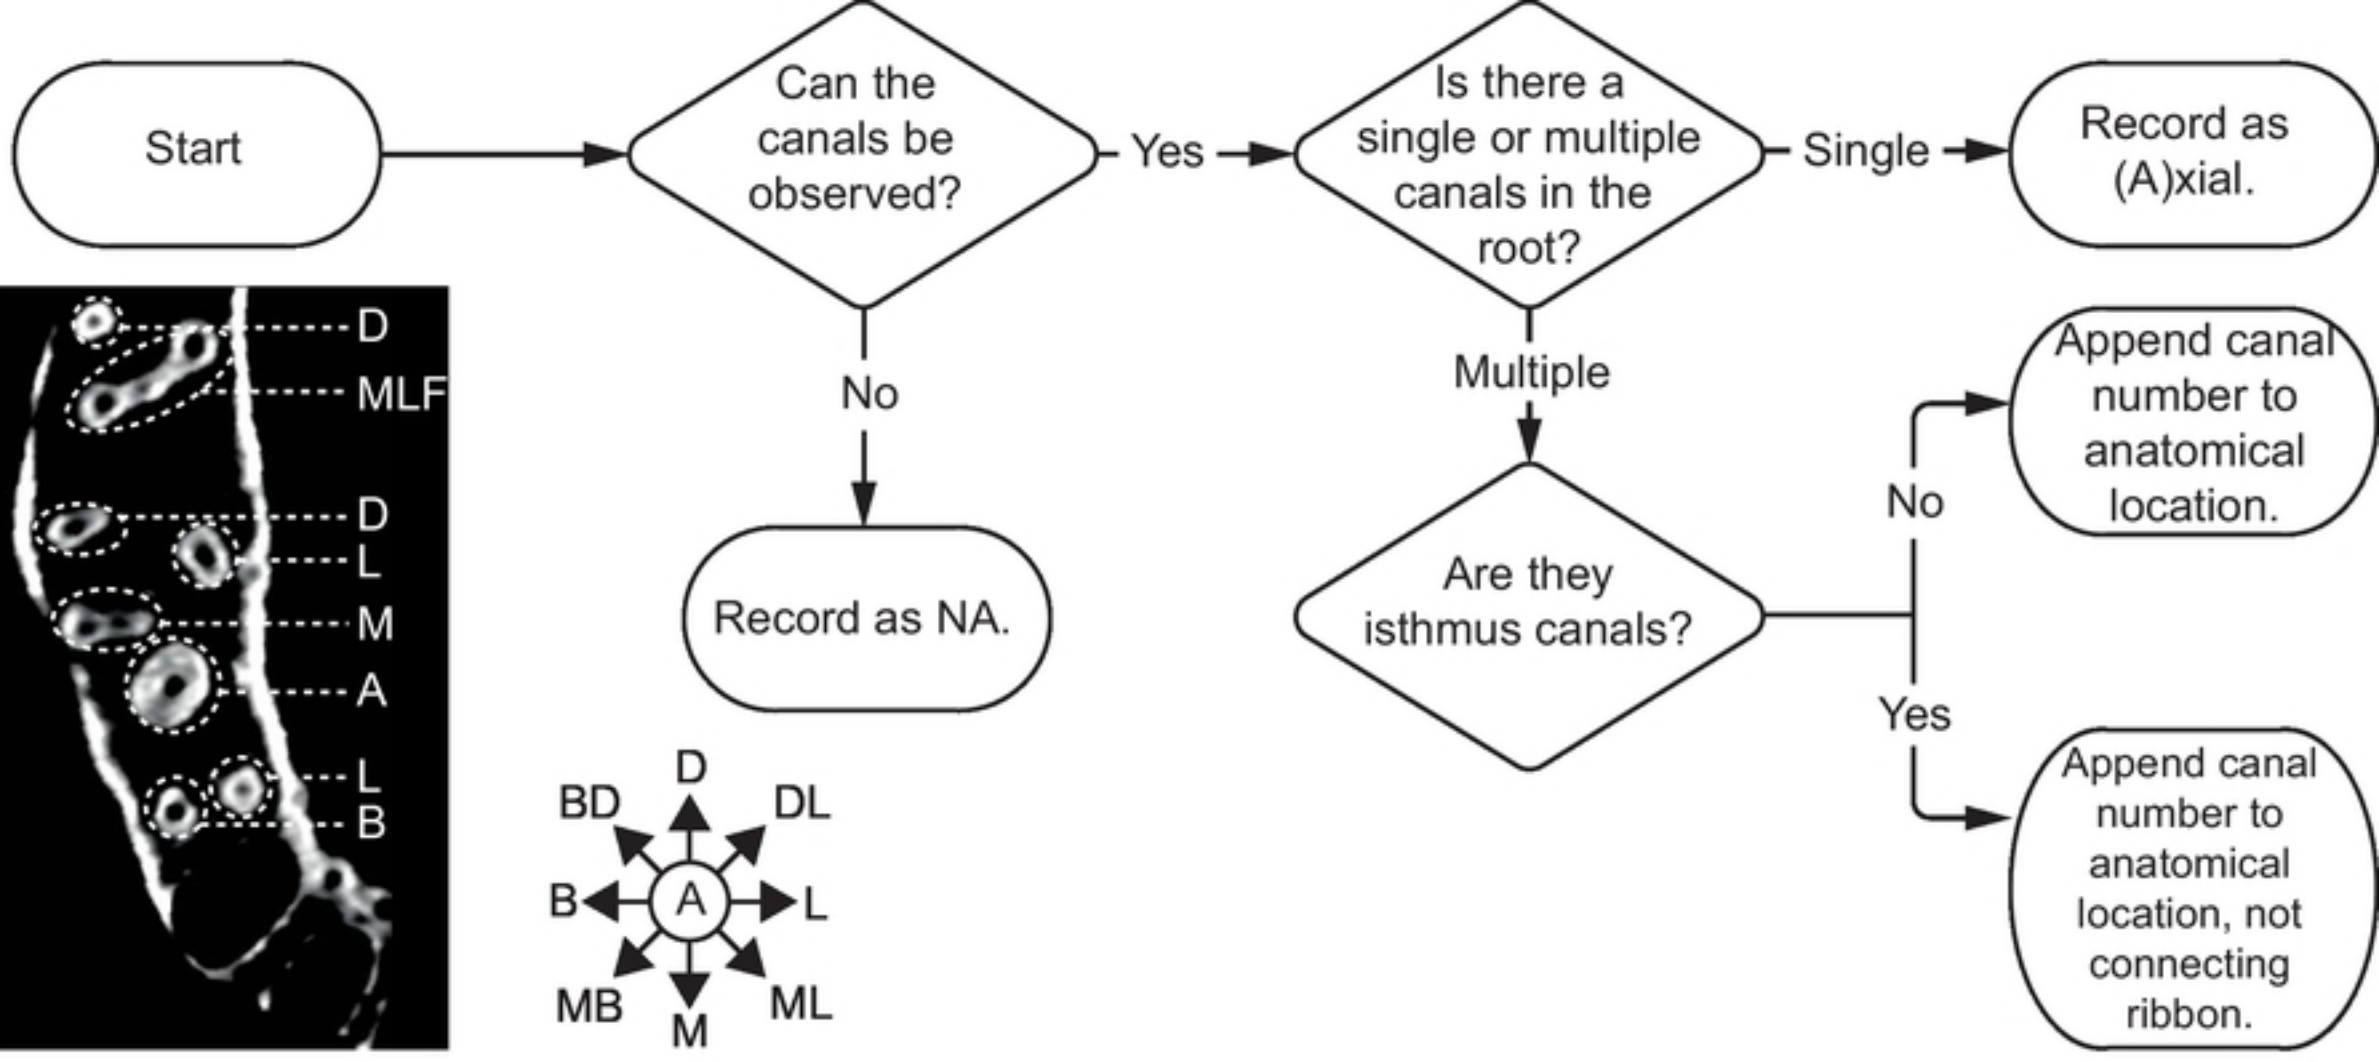 Start
Can the
canals be
observed?
Yes
Is there a
single or multiple
canals in the
root?
Single
Record as
(A)xial.
No
Record as NA.
Multiple
Are they
isthmus canals?
No
Append canal
number to
anatomical
location.
Yes
Append canal
number to
anatomical
location, not
connecting
ribbon.
D
MLF
D
L
M
A
L
B
D
BD
DL
B
A
L
MB
ML
M